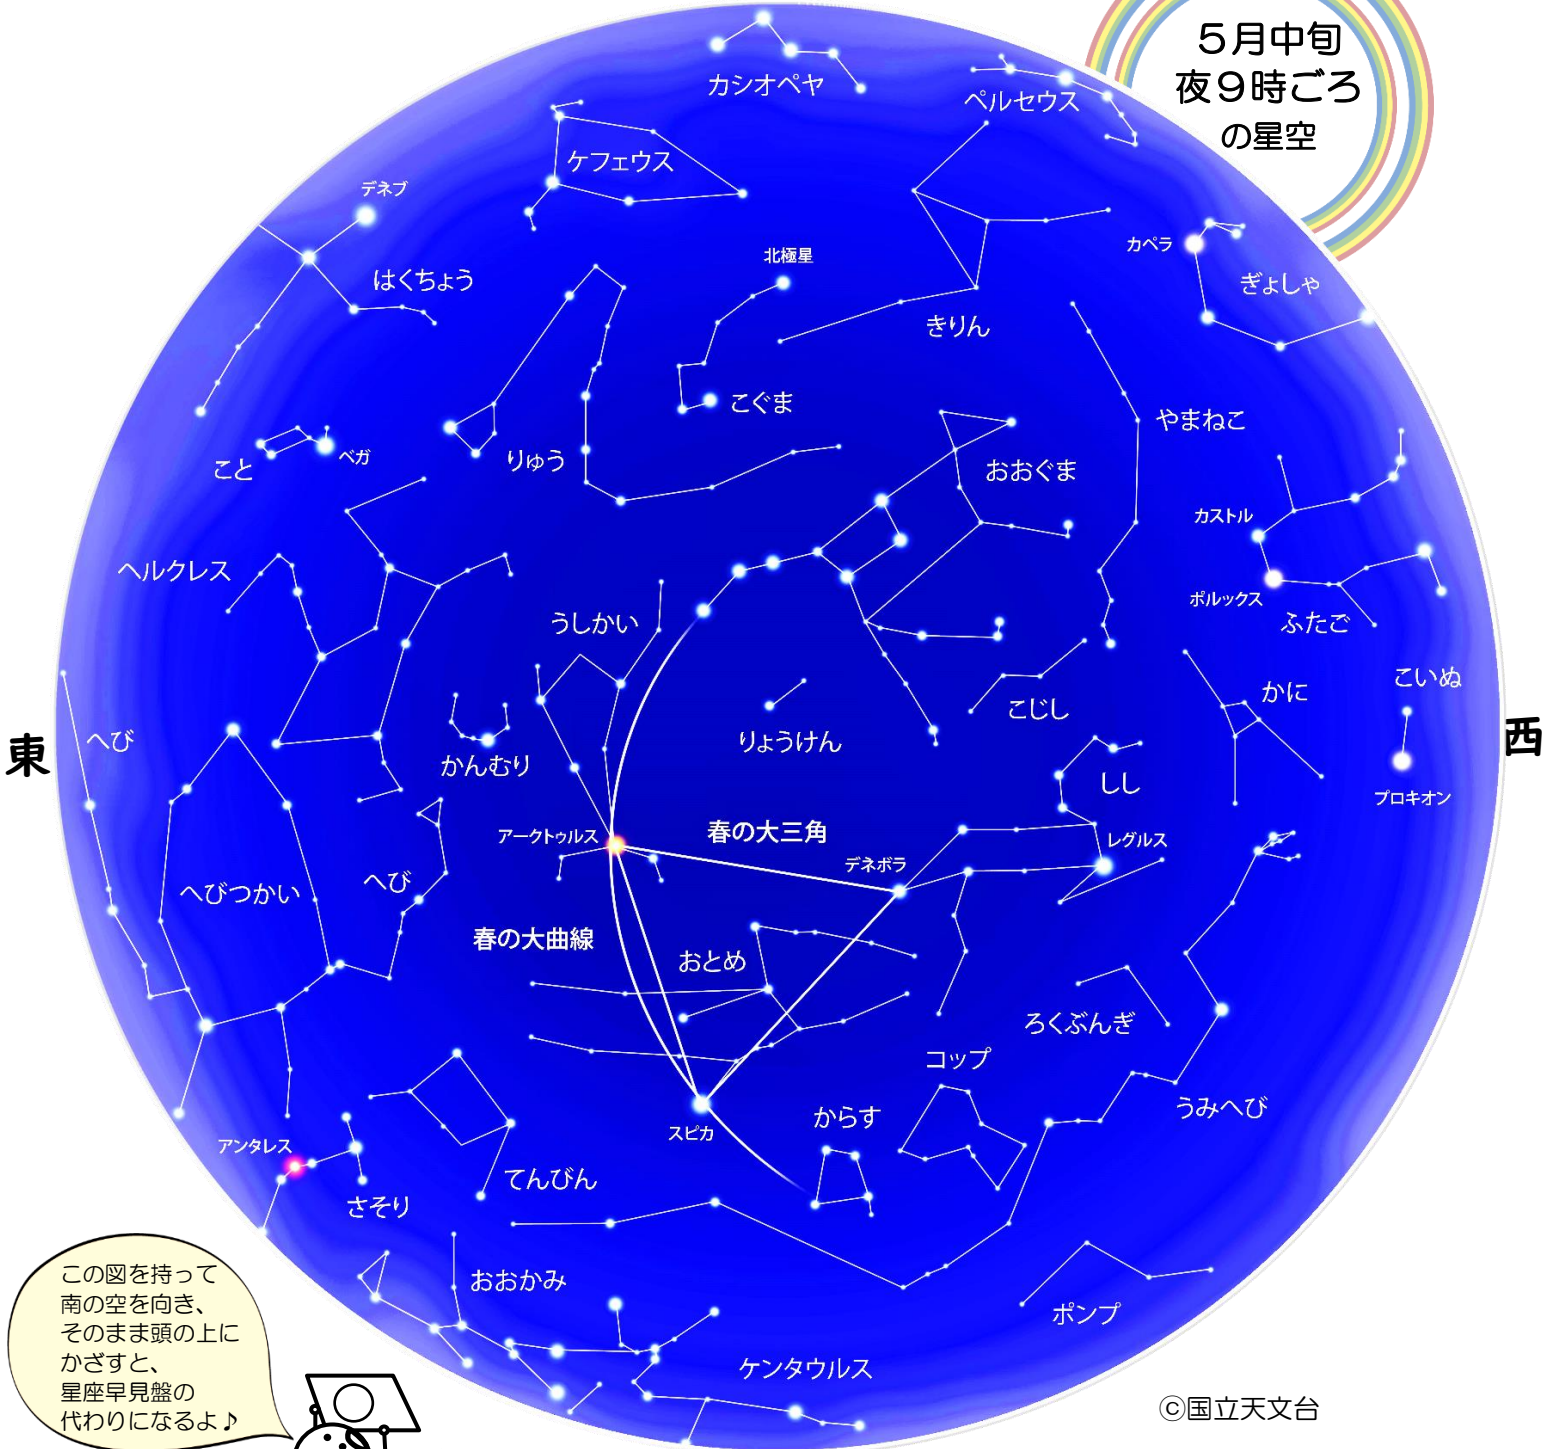 5月中旬
夜9時ごろ
の星空
カシオペヤ
ペルセウス
ケフェウス
デネブ
はくちょう
北極星
カペラ
ぎょしゃ
きりん
こぐま
やまねこ
こと
ベガ
りゅう
おおぐま
カストル
ヘルクレス
ポルックス
ふたご
うしかい
こいぬ
かに
こじし
東
へび
かんむり
りょうけん
しし
西
プロキオン
アークトゥルス
春の大三角
デネボラ
レグルス
へびつかい
へび
春の大曲線
おとめ
ろくぶんぎ
コップ
うみへび
からす
スピカ
アンタレス
てんびん
さそり
おおかみ
ポンプ
ケンタウルス
この図を持って
南の空を向き、
そのまま頭の上に
かざすと、
星座早見盤の
代わりになるよ♪
©国立天文台